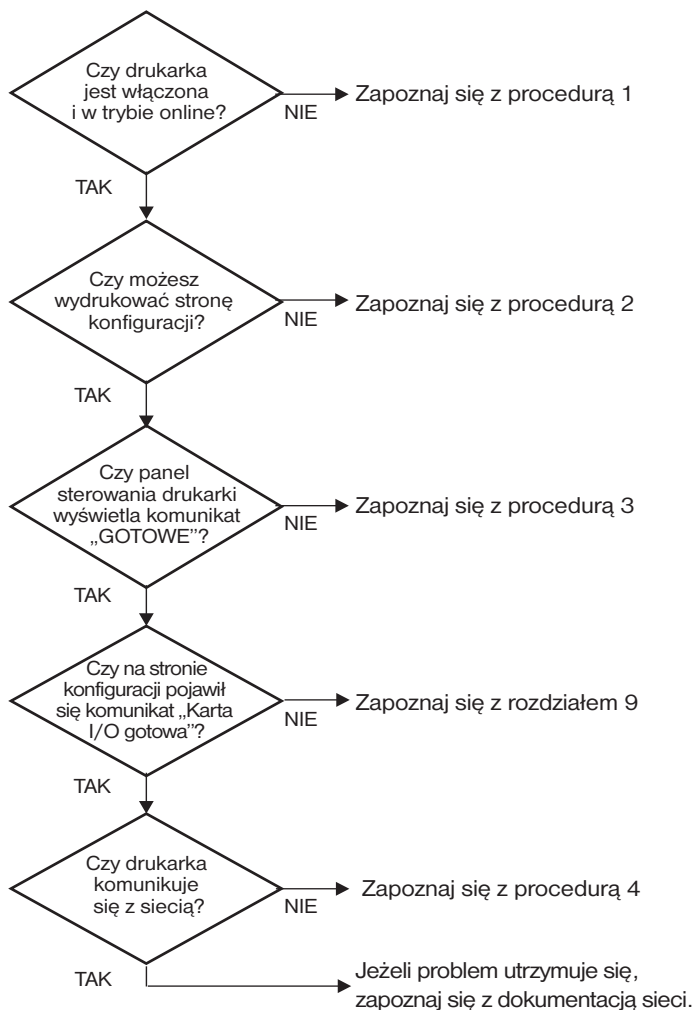 Czy drukarka
jest włączona
i w trybie online?
NIE
Zapoznaj się z procedurą 1
TAK
Czy możesz
wydrukować stronę
konfiguracji?
NIE
Zapoznaj się z procedurą 2
TAK
Czy panel
sterowania drukarki
wyświetla komunikat
„GOTOWE”?
NIE
Zapoznaj się z procedurą 3
TAK
Czy na stronie
konfiguracji pojawił
się komunikat „Karta
I/O gotowa”?
NIE
Zapoznaj się z rozdziałem 9
TAK
Czy drukarka
komunikuje
się z siecią?
NIE
Zapoznaj się z procedurą 4
TAK
Jeżeli problem utrzymuje się,
zapoznaj się z dokumentacją sieci.